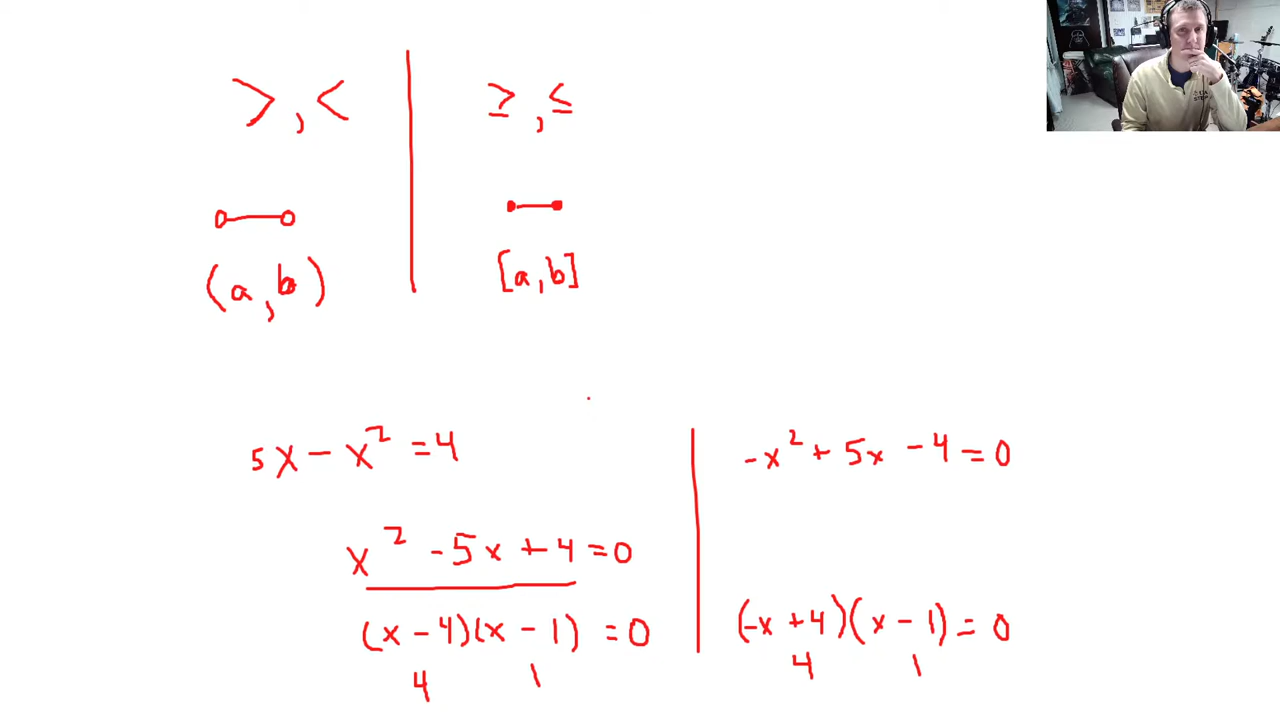 >, <
≥, ≤
(a, b)
[a, b]
5x - x² = 4
x² - 5x + 4 = 0
(x - 4)(x - 1) = 0
4 1
-x² + 5x - 4 = 0
(-x + 4)(x - 1) = 0
4 1